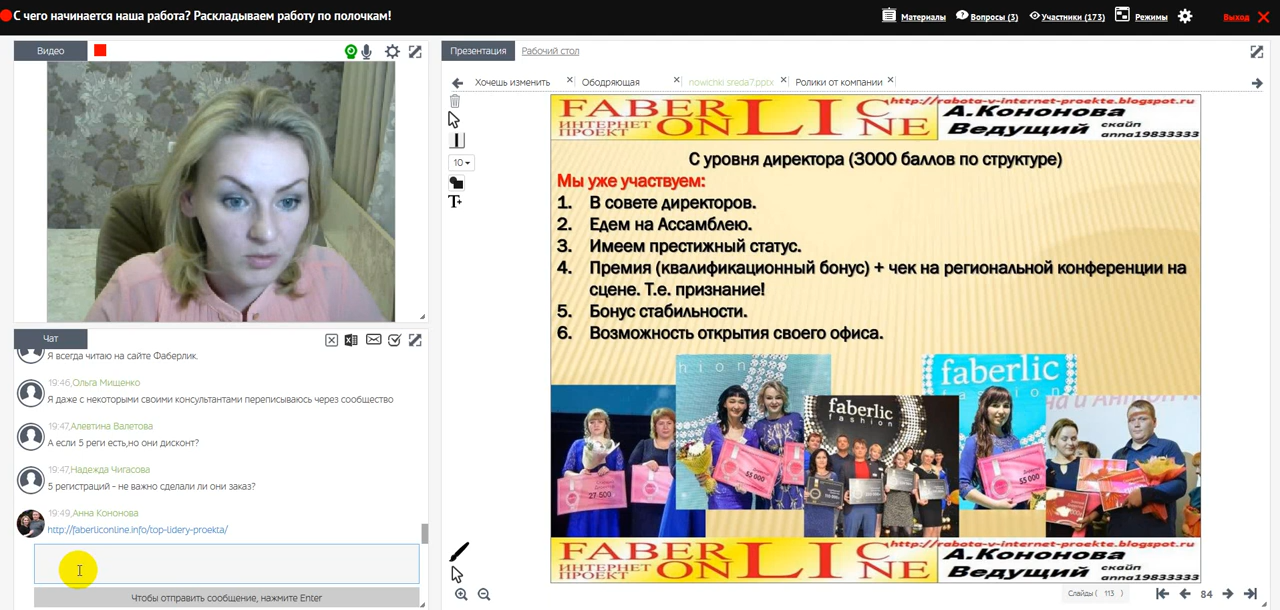 С чего начинается наша работа? Раскладываем работу по полочкам!
Материалы
Вопросы (3)
Участники (173)
Режимы
Выход
Видео
Чат
Я всегда читаю на сайте Фаберлик.
19:46,Ольга Мищенко
Я даже с некоторыми своими консультантами переписываюсь через сообщество
19:47,Алевтина Валетова
А если 5 реги есть,но они дисконт?
19:47,Надежда Чигасова
5 регистраций - не важно сделали ли они заказ?
19:49,Анна Кононова
http://faberliconline.info/top-lidery-proekta/
Чтобы отправить сообщение, нажмите Enter
Презентация
Рабочий стол
Хочешь изменить
Ободряющая
nowichki sreda7.pptx
Ролики от компании
10
FABERLIC
ONLINE
ИНТЕРНЕТ
ПРОЕКТ
http://rabota-v-internet-proekte.blogspot.ru
А.Кононова
Ведущий
скайп
anna19833333
С уровня директора (3000 баллов по структуре)
Мы уже участвуем:
1. В совете директоров.
2. Едем на Ассамблею.
3. Имеем престижный статус.
4. Премия (квалификационный бонус) + чек на региональной конференции на
сцене. Т.е. признание!
5. Бонус стабильности.
6. Возможность открытия своего офиса.
27 500
55 000
faberlic
fashion
faberlic
fashion
55 000
FABERLIC
ONLINE
ИНТЕРНЕТ
ПРОЕКТ
http://rabota-v-internet-proekte.blogspot.ru
А.Кононова
Ведущий
скайп
anna19833333
Слайды ( 113 )
84